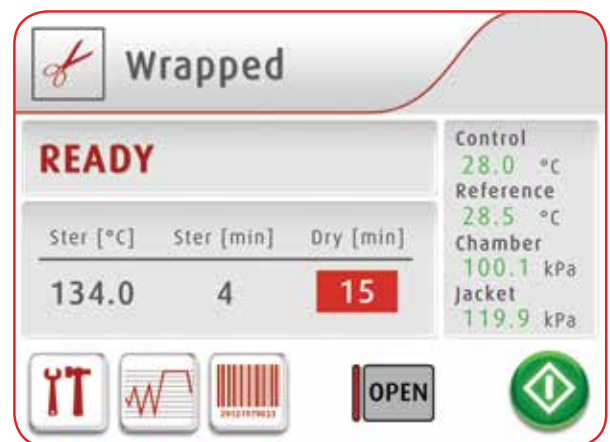 Wrapped
READY
Ster [°C] Ster [min] Dry [min]
134.0 4 15
Control
28.0 °C
Reference
28.5 °C
Chamber
100.1 kPa
Jacket
119.9 kPa
29121979033
OPEN